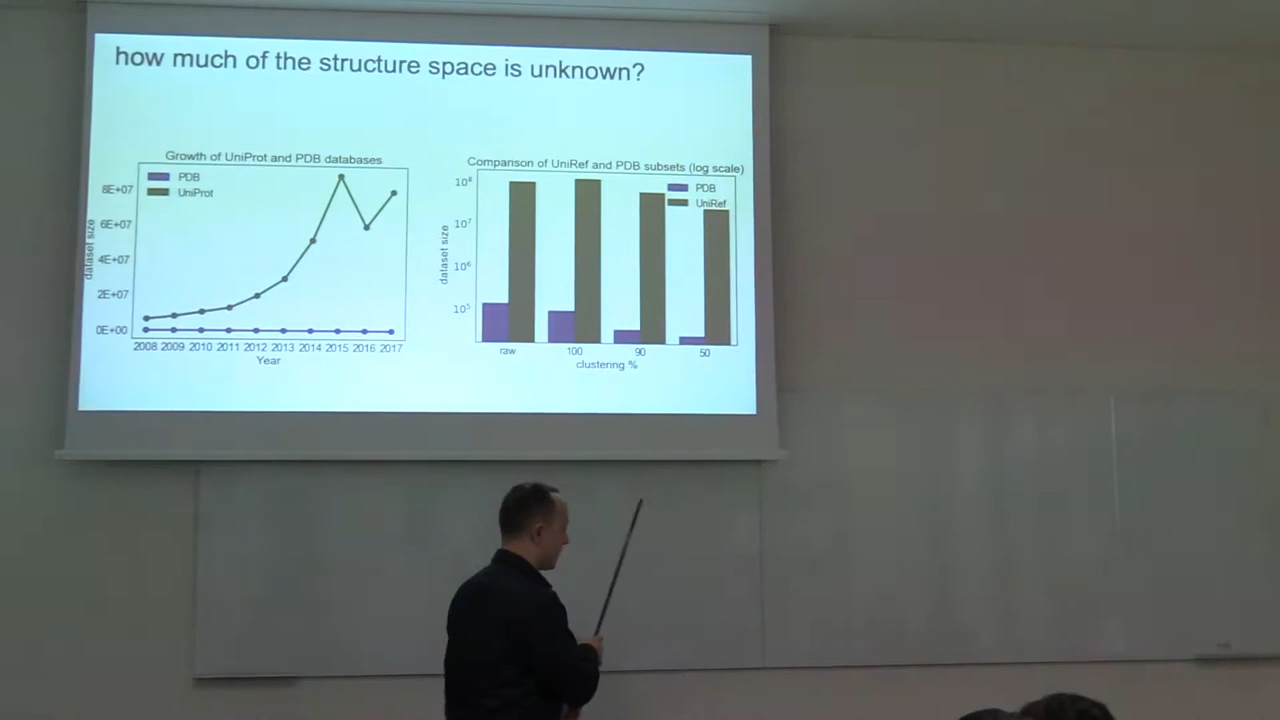 how much of the structure space is unknown?
Growth of UniProt and PDB databases
PDB
UniProt
8E+07
6E+07
4E+07
2E+07
0E+00
dataset size
2008 2009 2010 2011 2012 2013 2014 2015 2016 2017
Year
Comparison of UniRef and PDB subsets (log scale)
PDB
UniRef
10⁸
10⁷
10⁶
10⁵
dataset size
raw 100 90 50
clustering %